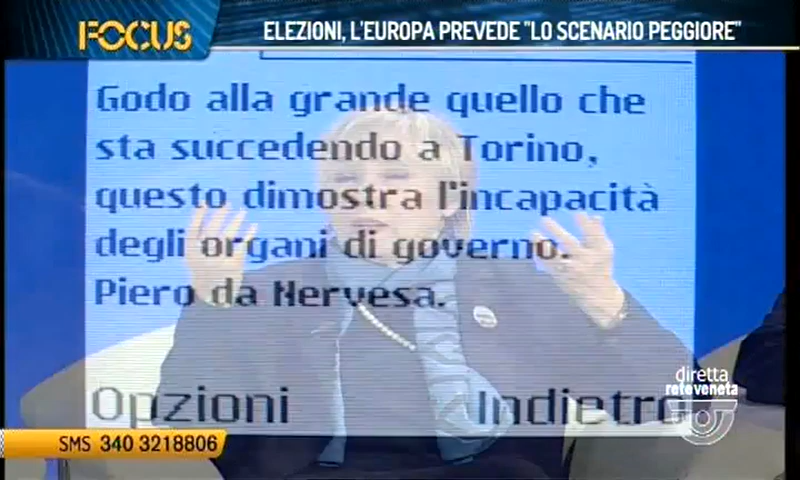 FOCUS
ELEZIONI, L'EUROPA PREVEDE "LO SCENARIO PEGGIORE"
Godo alla grande quello che
sta succedendo a Torino,
questo dimostra l'incapacità
degli organi di governo.
Piero da Nervesa.
Opzioni Indietro
diretta
reteveneta
SMS 340 3218806